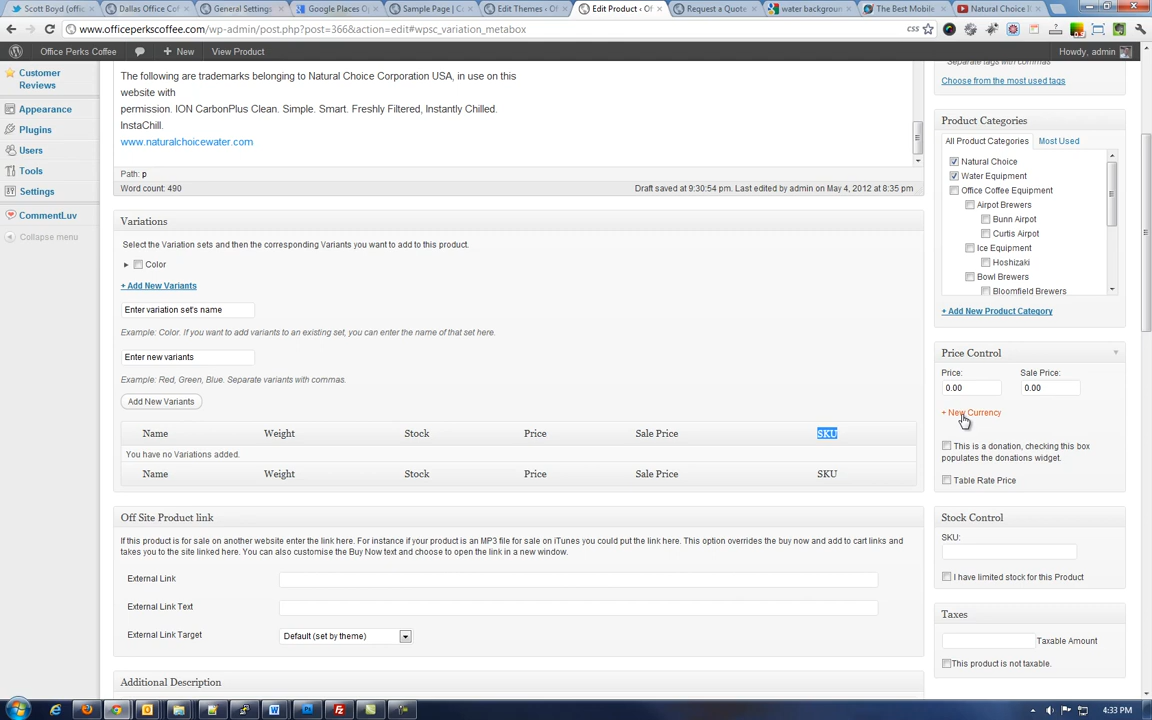 Scott Boyd (offic
Dallas Office Co
General Settings
Google Places O
Sample Page | C
Edit Themes ‹ O
Edit Product ‹ Of
Request a Quote
water backgroun
The Best Mobile
Natural Choice I
www.officeperkscoffee.com/wp-admin/post.php?post=366&action=edit#wpsc_variation_metabox
css
Office Perks Coffee
+ New
View Product
Howdy, admin
Customer
Reviews
Appearance
Plugins
Users
Tools
Settings
CommentLuv
Collapse menu
The following are trademarks belonging to Natural Choice Corporation USA, in use on this
website with
permission. ION CarbonPlus Clean. Simple. Smart. Freshly Filtered, Instantly Chilled.
InstaChill.
www.naturalchoicewater.com
Path: p
Word count: 490
Draft saved at 9:30:54 pm. Last edited by admin on May 4, 2012 at 8:35 pm
Variations
Select the Variation sets and then the corresponding Variants you want to add to this product.
Color
+ Add New Variants
Enter variation set's name
Example: Color. If you want to add variants to an existing set, you can enter the name of that set here.
Enter new variants
Example: Red, Green, Blue. Separate variants with commas.
Add New Variants
Name Weight Stock Price Sale Price SKU
You have no Variations added.
Name Weight Stock Price Sale Price SKU
Off Site Product link
If this product is for sale on another website enter the link here. For instance if your product is an MP3 file for sale on iTunes you could put the link here. This option overrides the buy now and add to cart links and
takes you to the site linked here. You can also customise the Buy Now text and choose to open the link in a new window.
External Link
External Link Text
External Link Target
Default (set by theme)
Additional Description
Separate tags with commas
Choose from the most used tags
Product Categories
All Product Categories
Most Used
Natural Choice
Water Equipment
Office Coffee Equipment
Airpot Brewers
Bunn Airpot
Curtis Airpot
Ice Equipment
Hoshizaki
Bowl Brewers
Bloomfield Brewers
+ Add New Product Category
Price Control
Price: Sale Price:
0.00 0.00
+ New Currency
This is a donation, checking this box
populates the donations widget.
Table Rate Price
Stock Control
SKU:
I have limited stock for this Product
Taxes
Taxable Amount
This product is not taxable.
4:33 PM